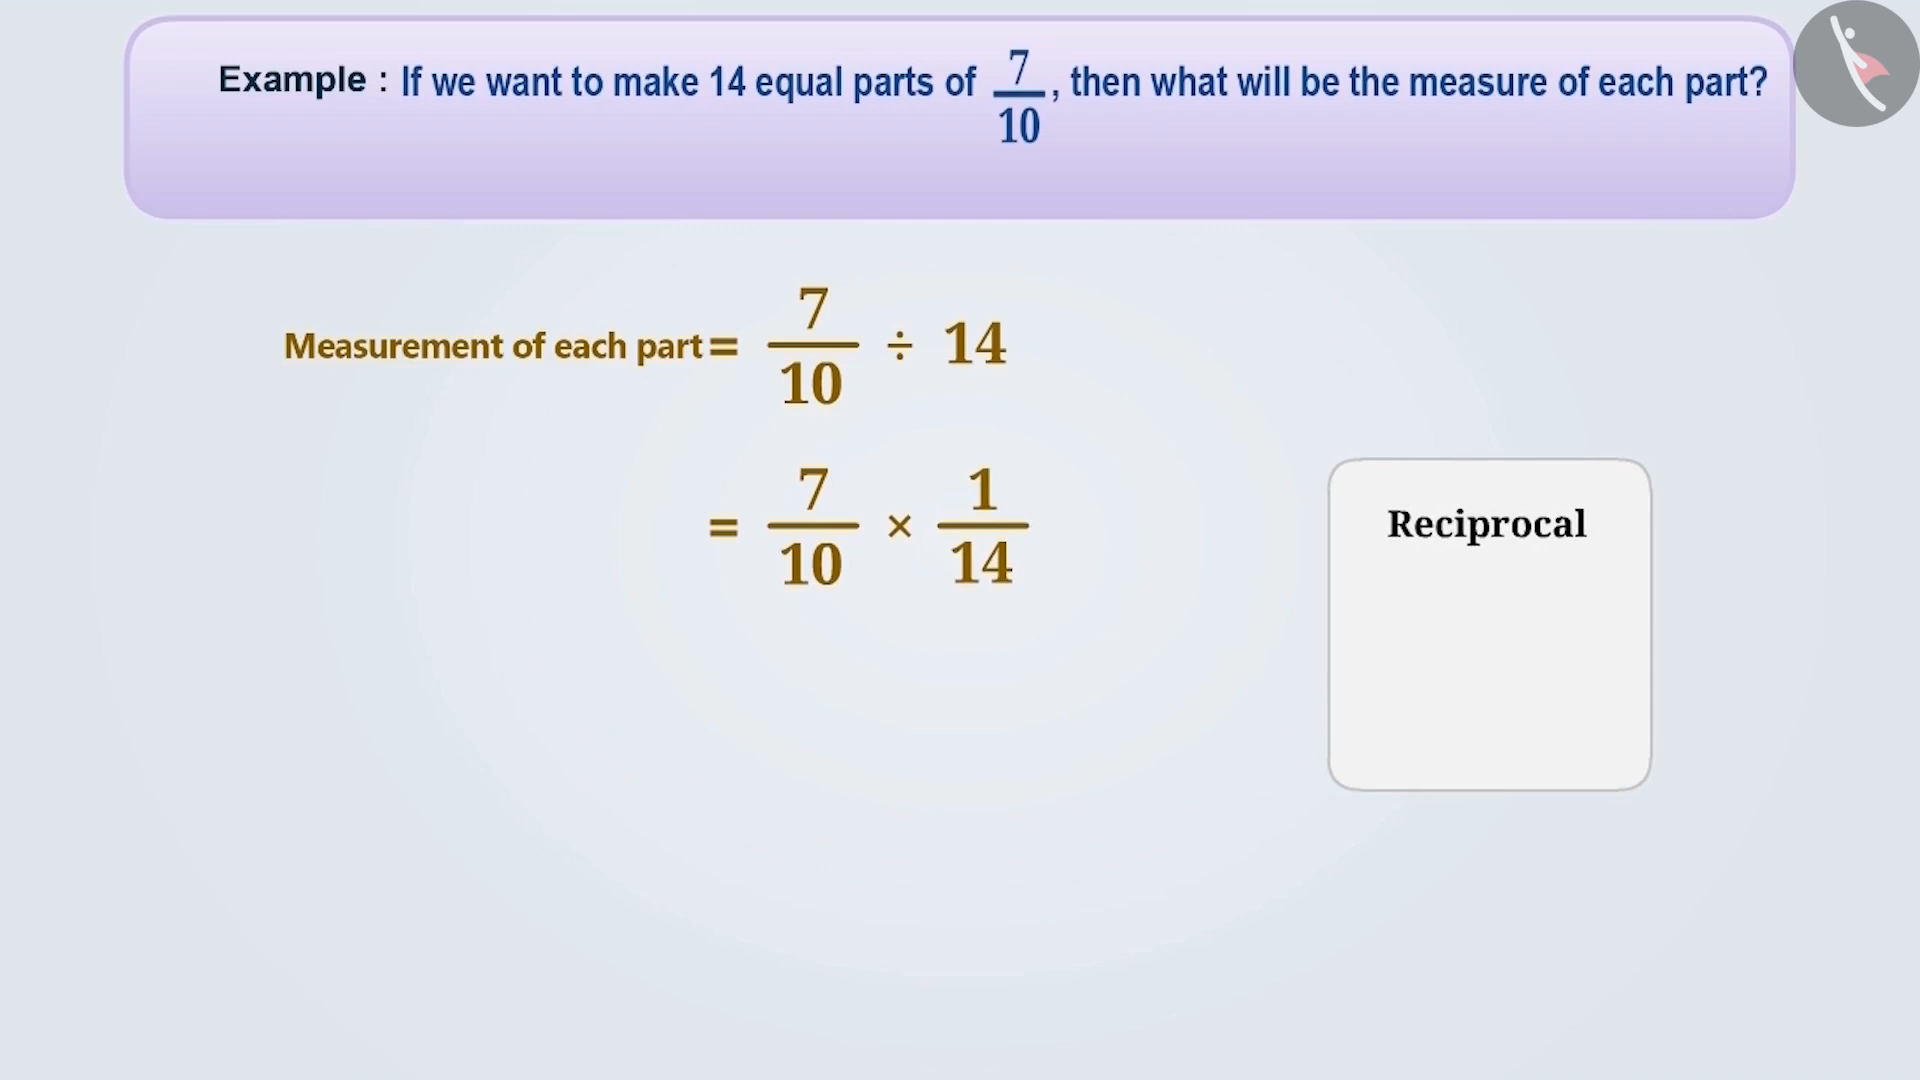 Example : If we want to make 14 equal parts of 7/10, then what will be the measure of each part?
Measurement of each part = 7/10 ÷ 14
= 7/10 × 1/14
Reciprocal